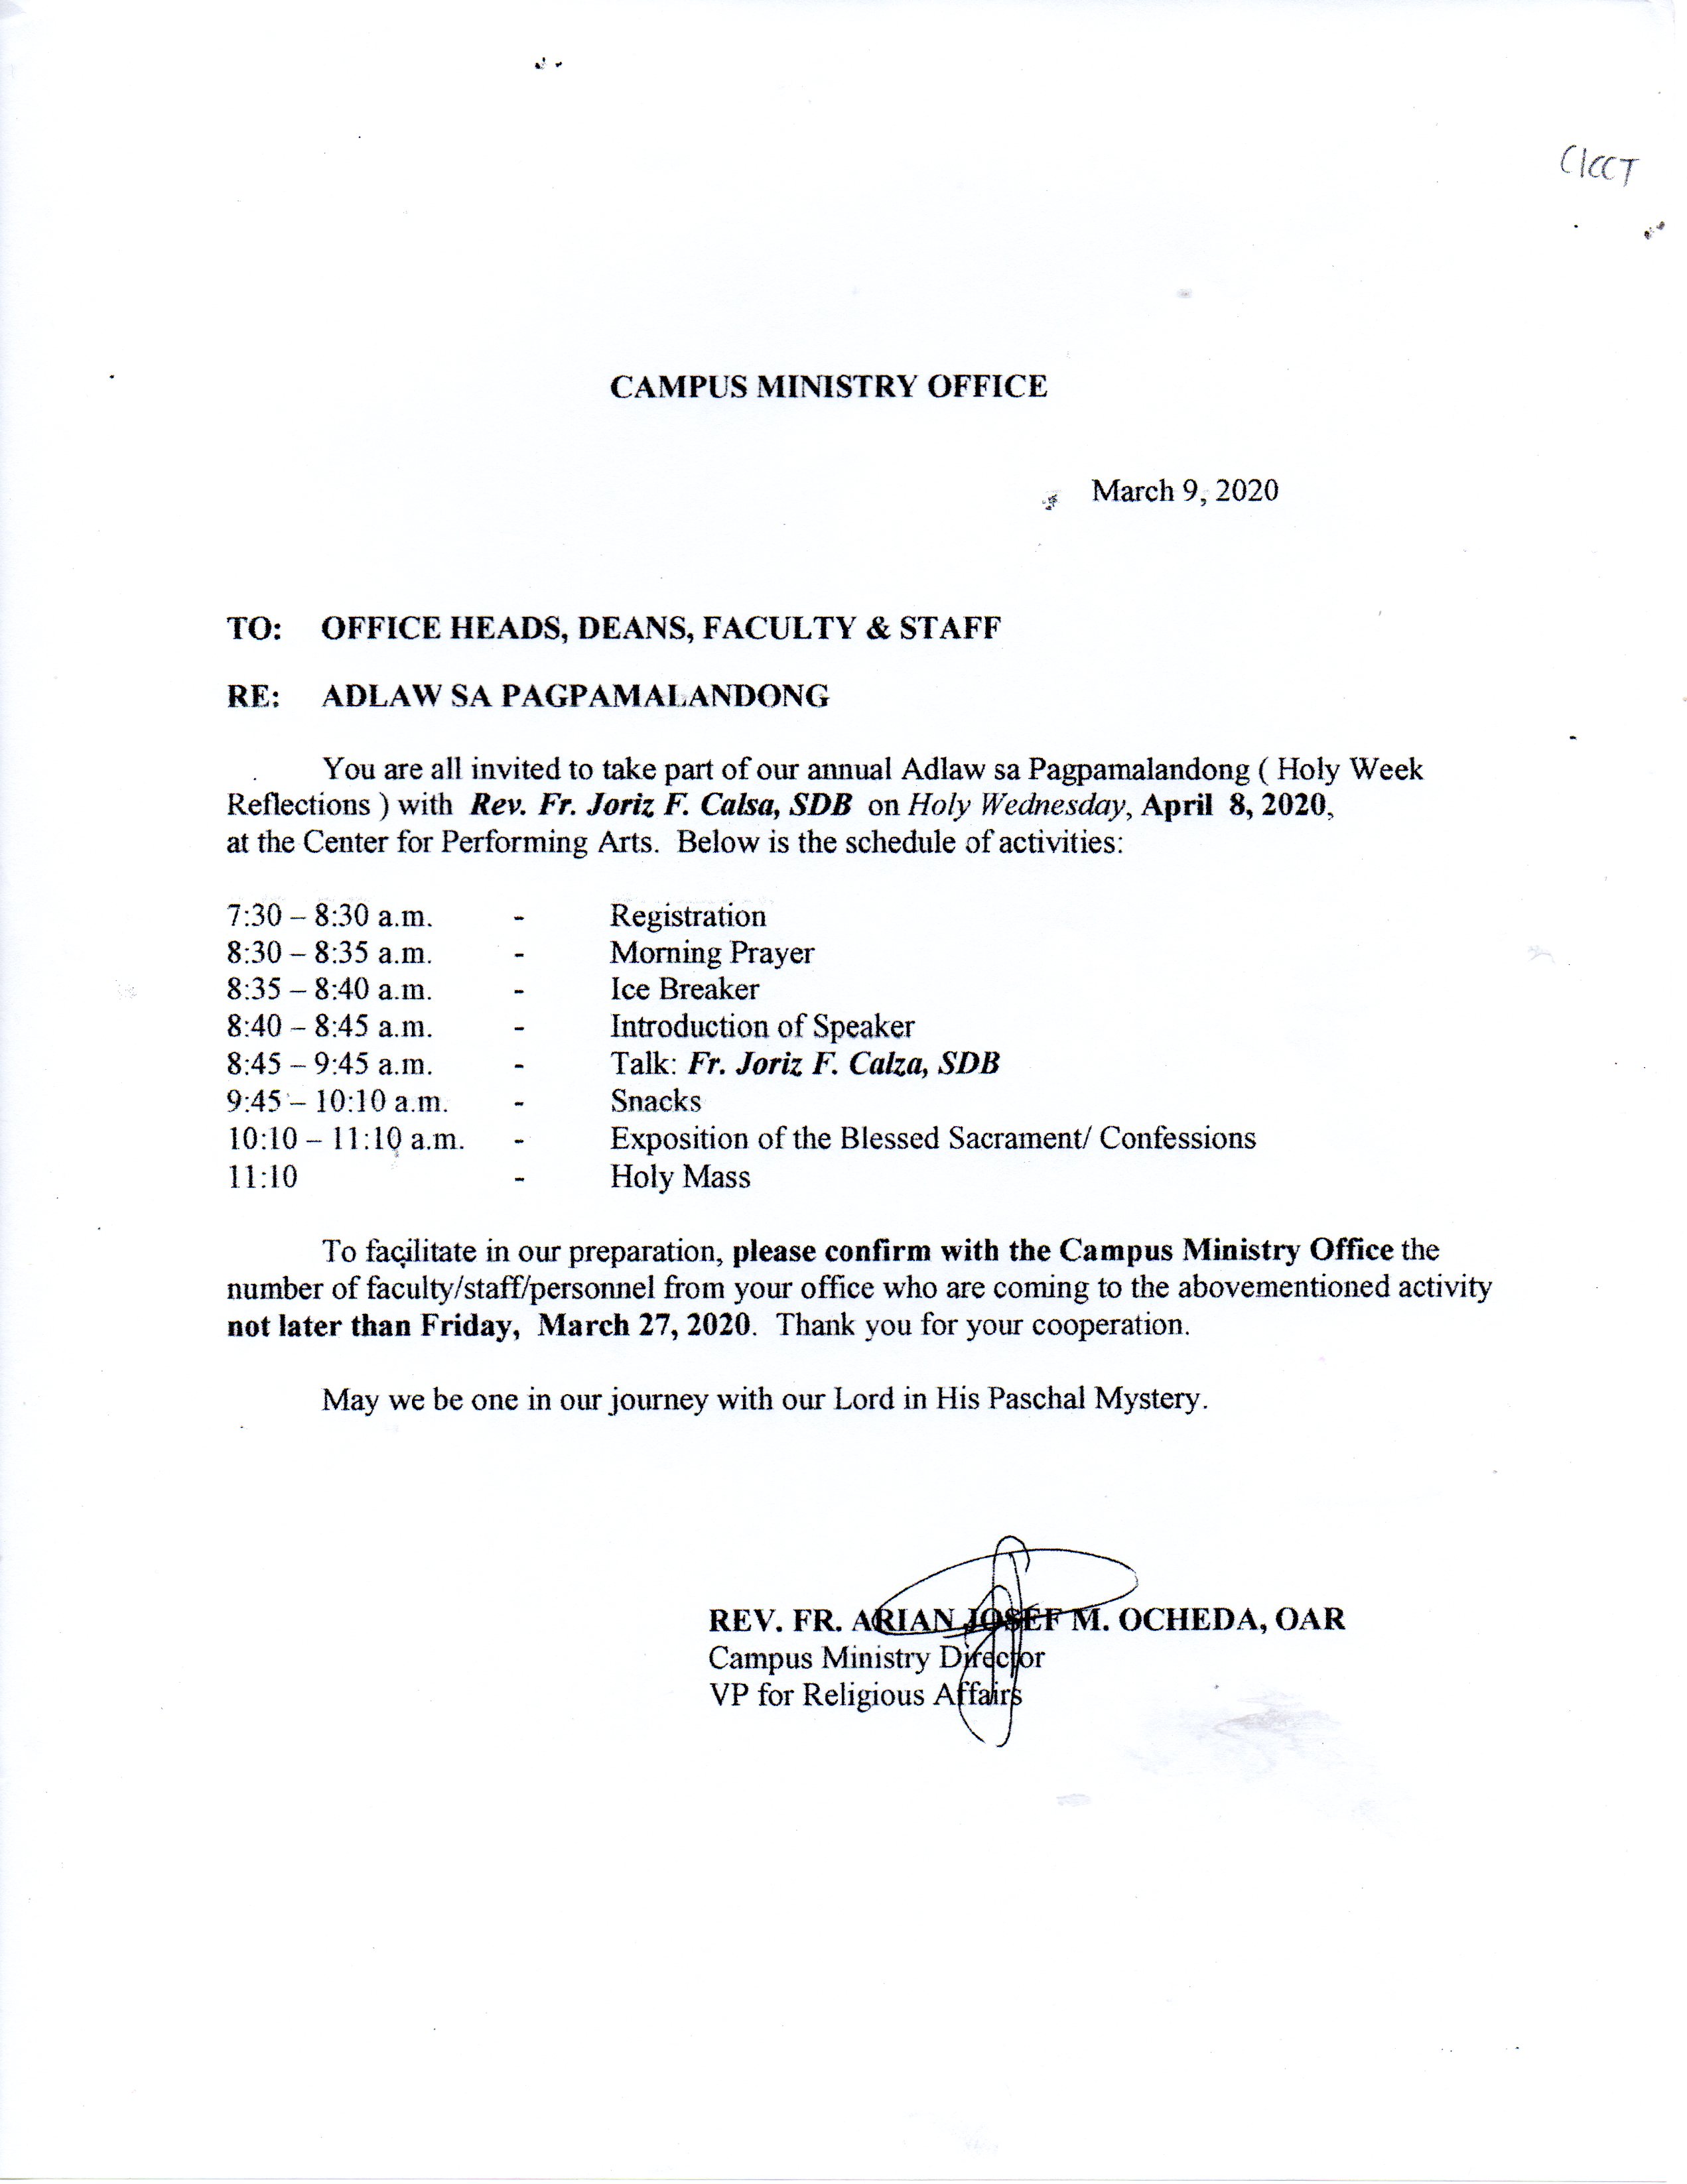 CICCT
CAMPUS MINISTRY OFFICE
March 9, 2020
TO: OFFICE HEADS, DEANS, FACULTY & STAFF
RE: ADLAW SA PAGPAMALANDONG
You are all invited to take part of our annual Adlaw sa Pagpamalandong ( Holy Week
Reflections ) with Rev. Fr. Joriz F. Calsa, SDB on Holy Wednesday, April 8, 2020,
at the Center for Performing Arts. Below is the schedule of activities:
7:30 – 8:30 a.m. - Registration
8:30 – 8:35 a.m. - Morning Prayer
8:35 – 8:40 a.m. - Ice Breaker
8:40 – 8:45 a.m. - Introduction of Speaker
8:45 – 9:45 a.m. - Talk: Fr. Joriz F. Calza, SDB
9:45 – 10:10 a.m. - Snacks
10:10 – 11:10 a.m. - Exposition of the Blessed Sacrament/ Confessions
11:10 - Holy Mass
To facilitate in our preparation, please confirm with the Campus Ministry Office the
number of faculty/staff/personnel from your office who are coming to the abovementioned activity
not later than Friday, March 27, 2020. Thank you for your cooperation.
May we be one in our journey with our Lord in His Paschal Mystery.
REV. FR. ARIAN JOSEF M. OCHEDA, OAR
Campus Ministry Director
VP for Religious Affairs